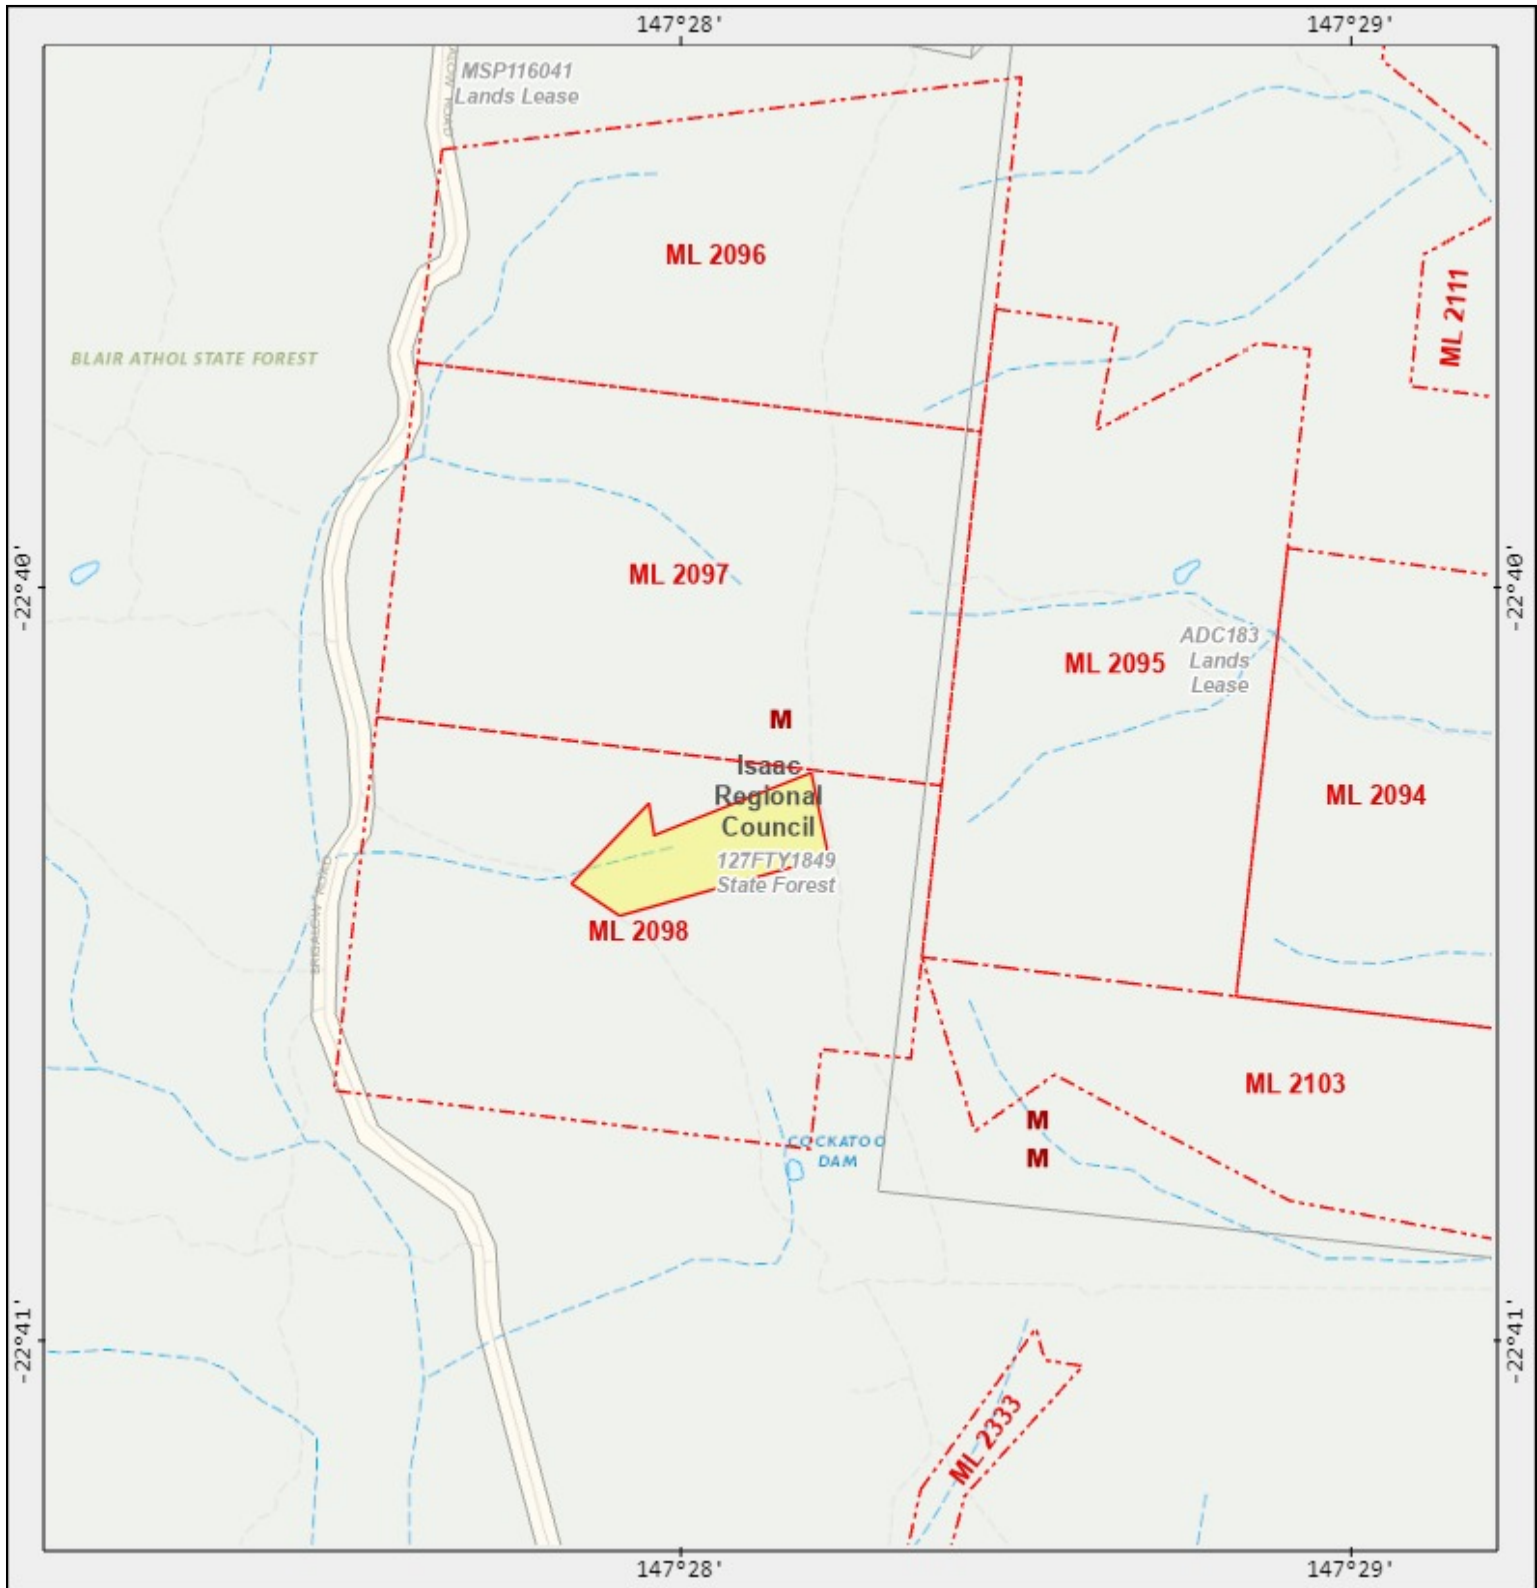 147°28'
147°29'
MSP116041
Lands Lease
ML 2096
ML 2111
BLAIR ATHOL STATE FOREST
-22°40'
-22°40'
ML 2097
ADC183
Lands
Lease
ML 2095
M
Isaac
Regional
Council
ML 2094
127FTY1849
State Forest
BRIGALOW ROAD
ML 2098
ML 2103
M
M
COCKATOO
DAM
-22°41'
-22°41'
ML 2333
147°28'
147°29'